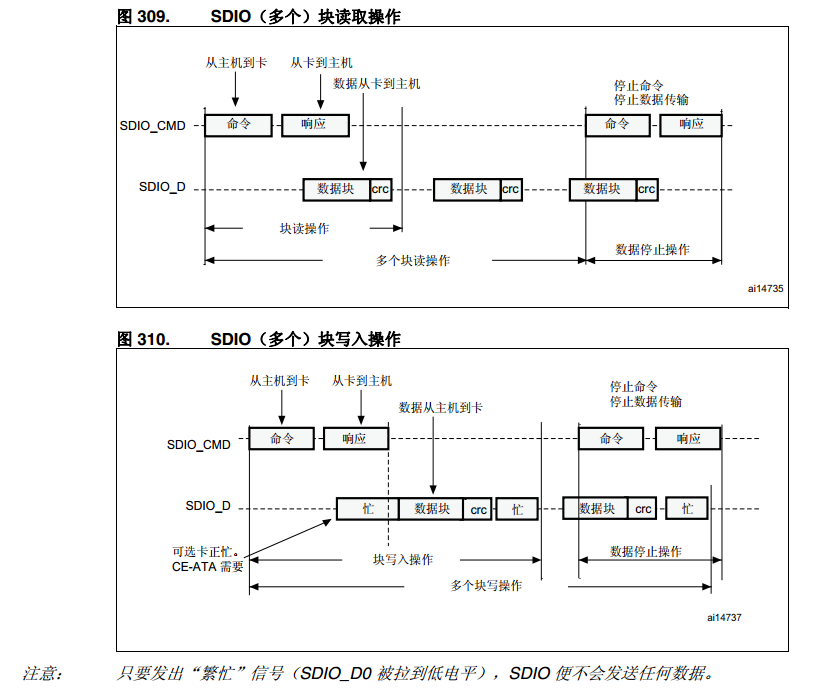 图 309. SDIO（多个）块读取操作
从主机到卡 从卡到主机
数据从卡到主机
停止命令
停止数据传输
SDIO_CMD 命令 响应 命令 响应
SDIO_D 数据块 crc 数据块 crc 数据块 crc
块读操作
数据停止操作
多个块读操作
ai14735
图 310. SDIO（多个）块写入操作
从主机到卡 从卡到主机
停止命令
数据从主机到卡
停止数据传输
SDIO_CMD 命令 响应 命令 响应
SDIO_D 忙 数据块 crc 忙 数据块 crc 忙
可选卡正忙。
CE-ATA 需要
块写入操作 数据停止操作
多个块写操作
ai14737
注意： 只要发出“繁忙”信号（SDIO_D0 被拉到低电平），SDIO 便不会发送任何数据。